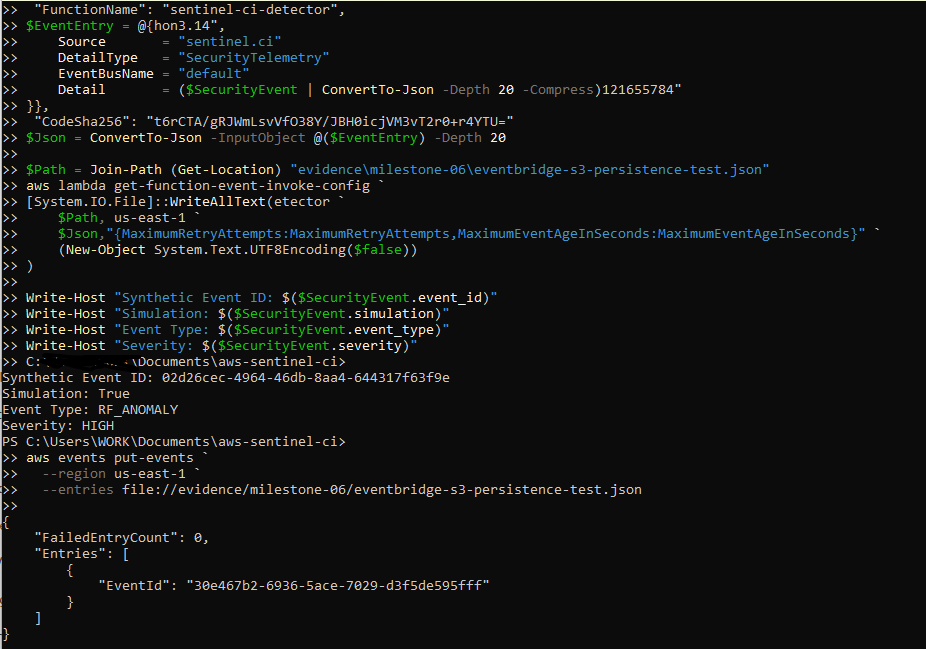 >>  "FunctionName": "sentinel-ci-detector",
>> $EventEntry = @{hon3.14",
>>     Source       = "sentinel.ci"
>>     DetailType   = "SecurityTelemetry"
>>     EventBusName = "default"
>>     Detail       = ($SecurityEvent | ConvertTo-Json -Depth 20 -Compress)121655784"
>> }},
>>  "CodeSha256": "t6rCTA/gRJWmLsvVfO38Y/JBH0icjVM3vT2r0+r4YTU="
>> $Json = ConvertTo-Json -InputObject @($EventEntry) -Depth 20
>>
>> $Path = Join-Path (Get-Location) "evidence\milestone-06\eventbridge-s3-persistence-test.json"
>> aws lambda get-function-event-invoke-config `
>> [System.IO.File]::WriteAllText(etector `
>>     $Path, us-east-1 `
>>     $Json,"{MaximumRetryAttempts:MaximumRetryAttempts,MaximumEventAgeInSeconds:MaximumEventAgeInSeconds}" `
>>     (New-Object System.Text.UTF8Encoding($false))
>> )
>>
>> Write-Host "Synthetic Event ID: $($SecurityEvent.event_id)"
>> Write-Host "Simulation: $($SecurityEvent.simulation)"
>> Write-Host "Event Type: $($SecurityEvent.event_type)"
>> Write-Host "Severity: $($SecurityEvent.severity)"
>> C:\ \Documents\aws-sentinel-ci>
Synthetic Event ID: 02d26cec-4964-46db-8aa4-644317f63f9e
Simulation: True
Event Type: RF_ANOMALY
Severity: HIGH
PS C:\Users\WORK\Documents\aws-sentinel-ci>
>> aws events put-events `
>>   --region us-east-1 `
>>   --entries file://evidence/milestone-06/eventbridge-s3-persistence-test.json
>>
{
    "FailedEntryCount": 0,
    "Entries": [
        {
            "EventId": "30e467b2-6936-5ace-7029-d3f5de595fff"
        }
    ]
}